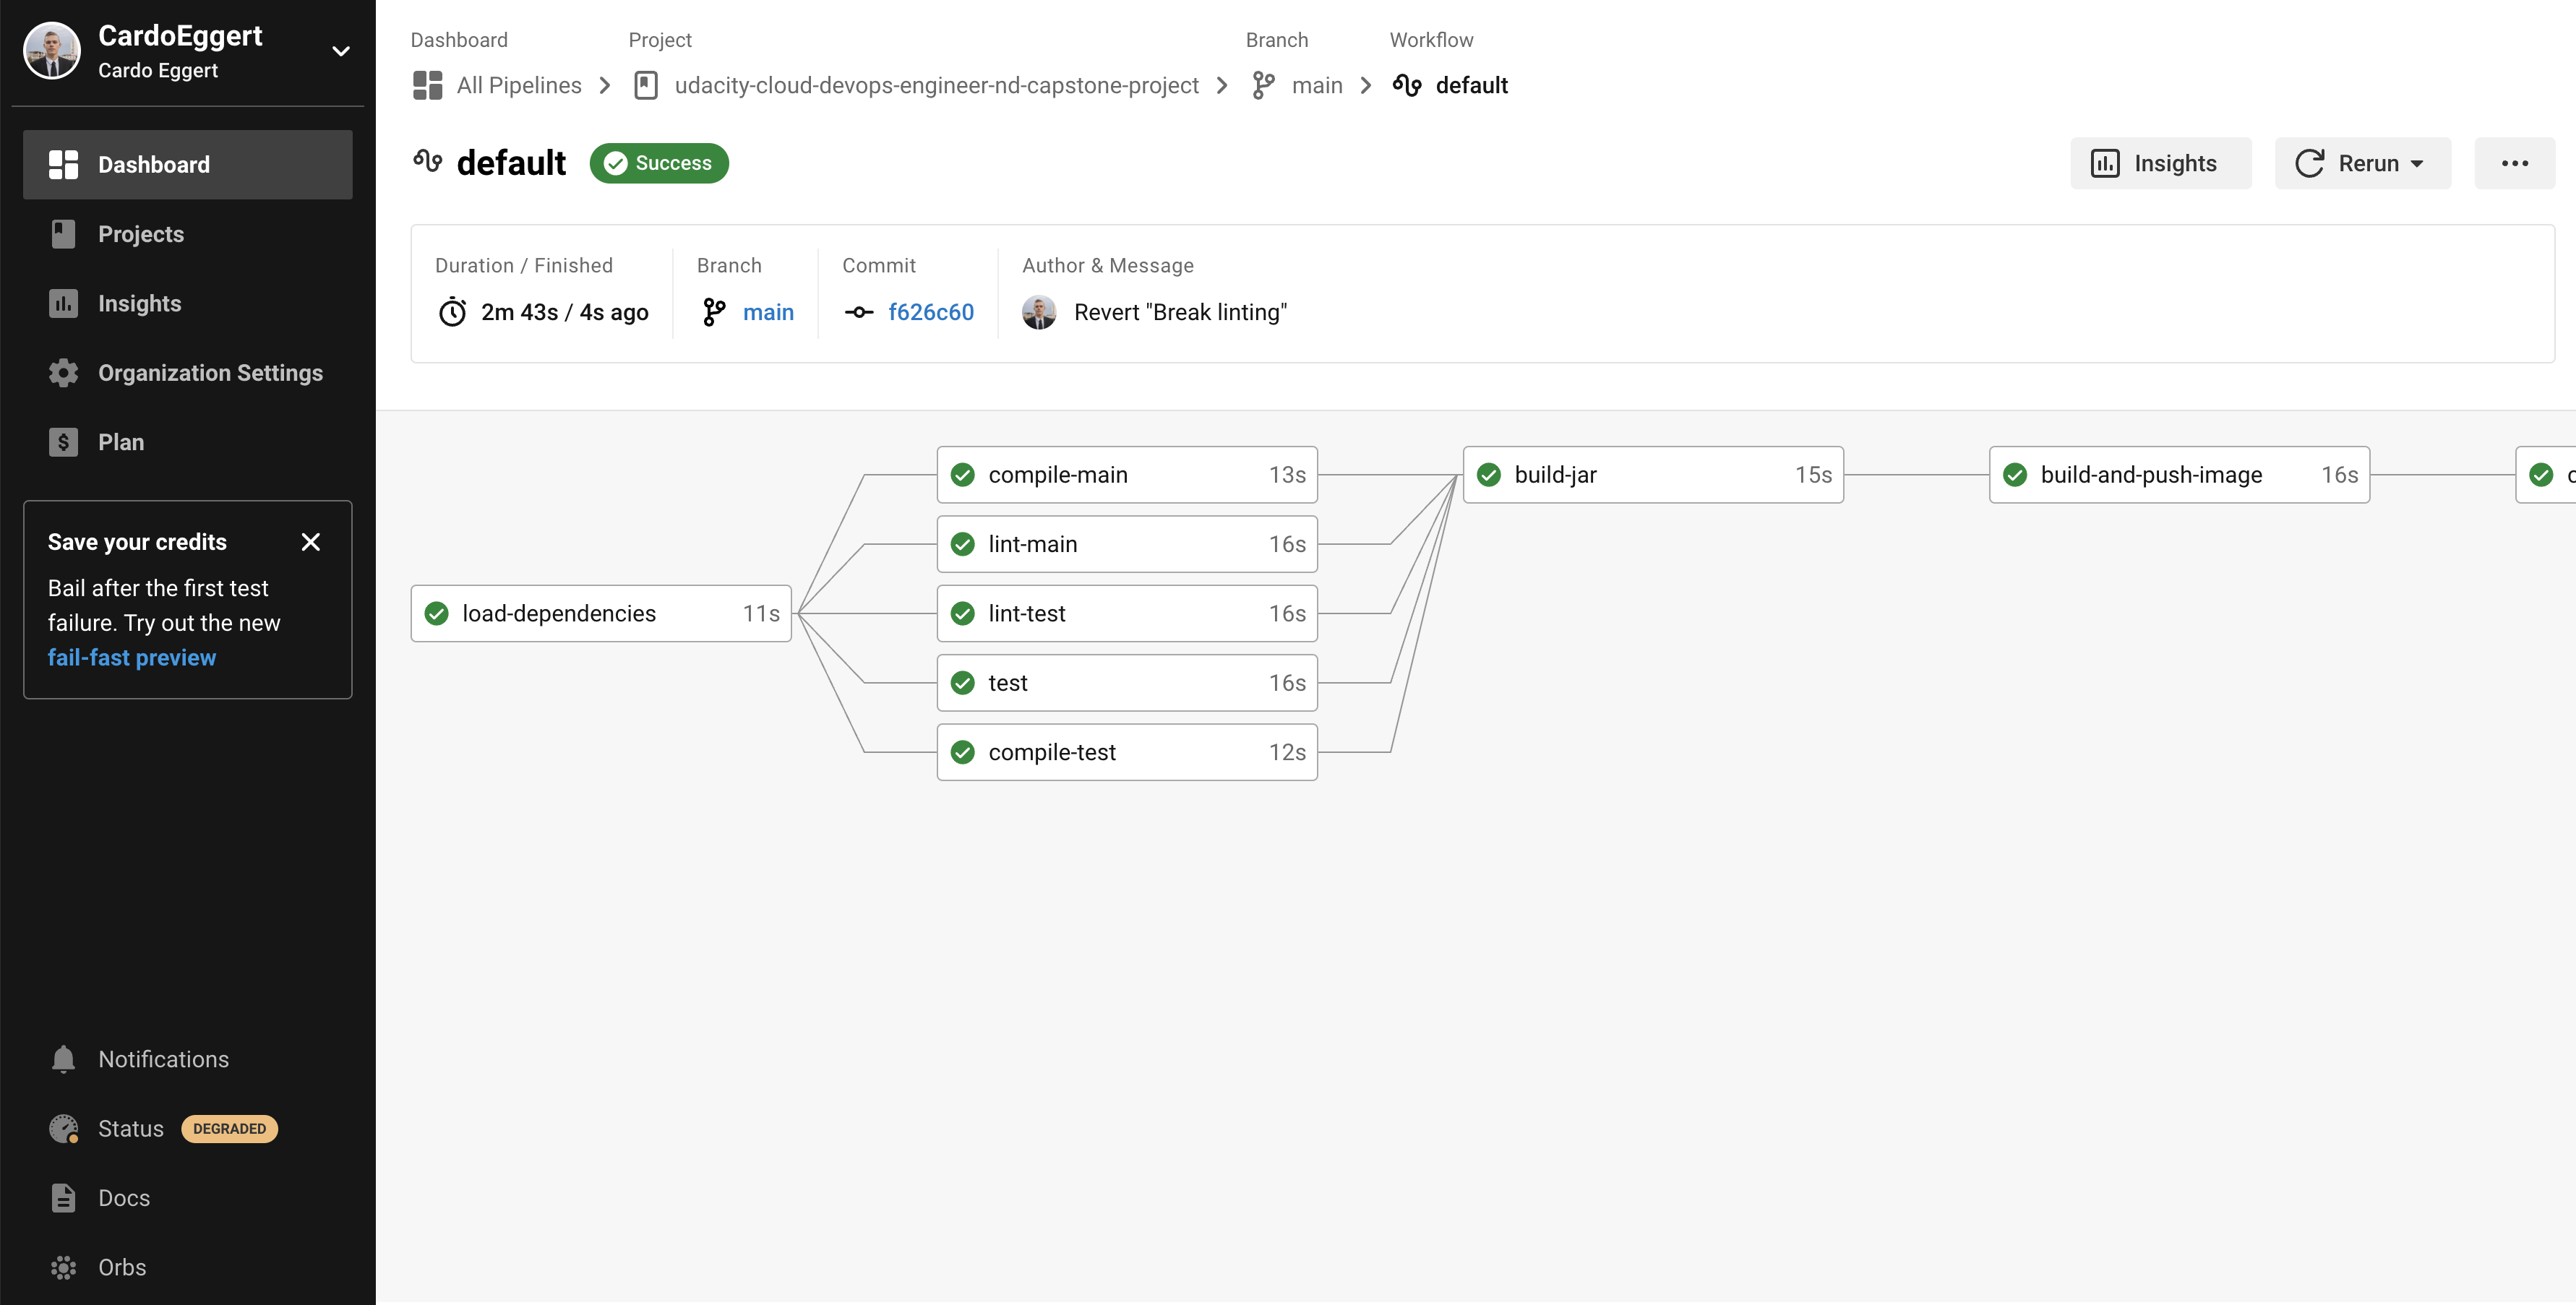 CardoEggert
Cardo Eggert
Dashboard
Projects
Insights
Organization Settings
Plan
Save your credits
Bail after the first test
failure. Try out the new
fail-fast preview
Notifications
Status DEGRADED
Docs
Orbs
Dashboard Project Branch Workflow
All Pipelines udacity-cloud-devops-engineer-nd-capstone-project main default
default Success
Insights Rerun
Duration / Finished Branch Commit Author & Message
2m 43s / 4s ago main f626c60 Revert "Break linting"
compile-main 13s build-jar 15s build-and-push-image 16s
lint-main 16s
load-dependencies 11s lint-test 16s
test 16s
compile-test 12s